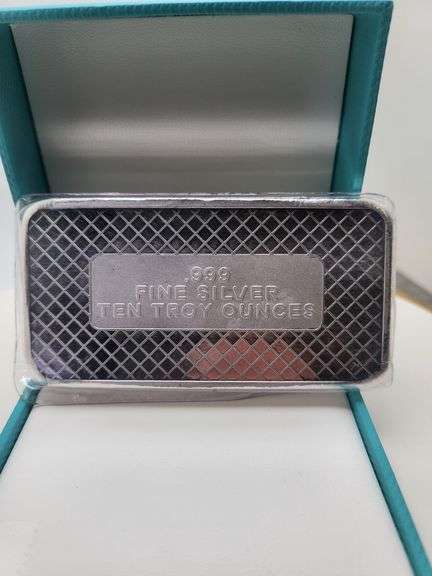 .999
FINE SILVER
TEN TROY OUNCES